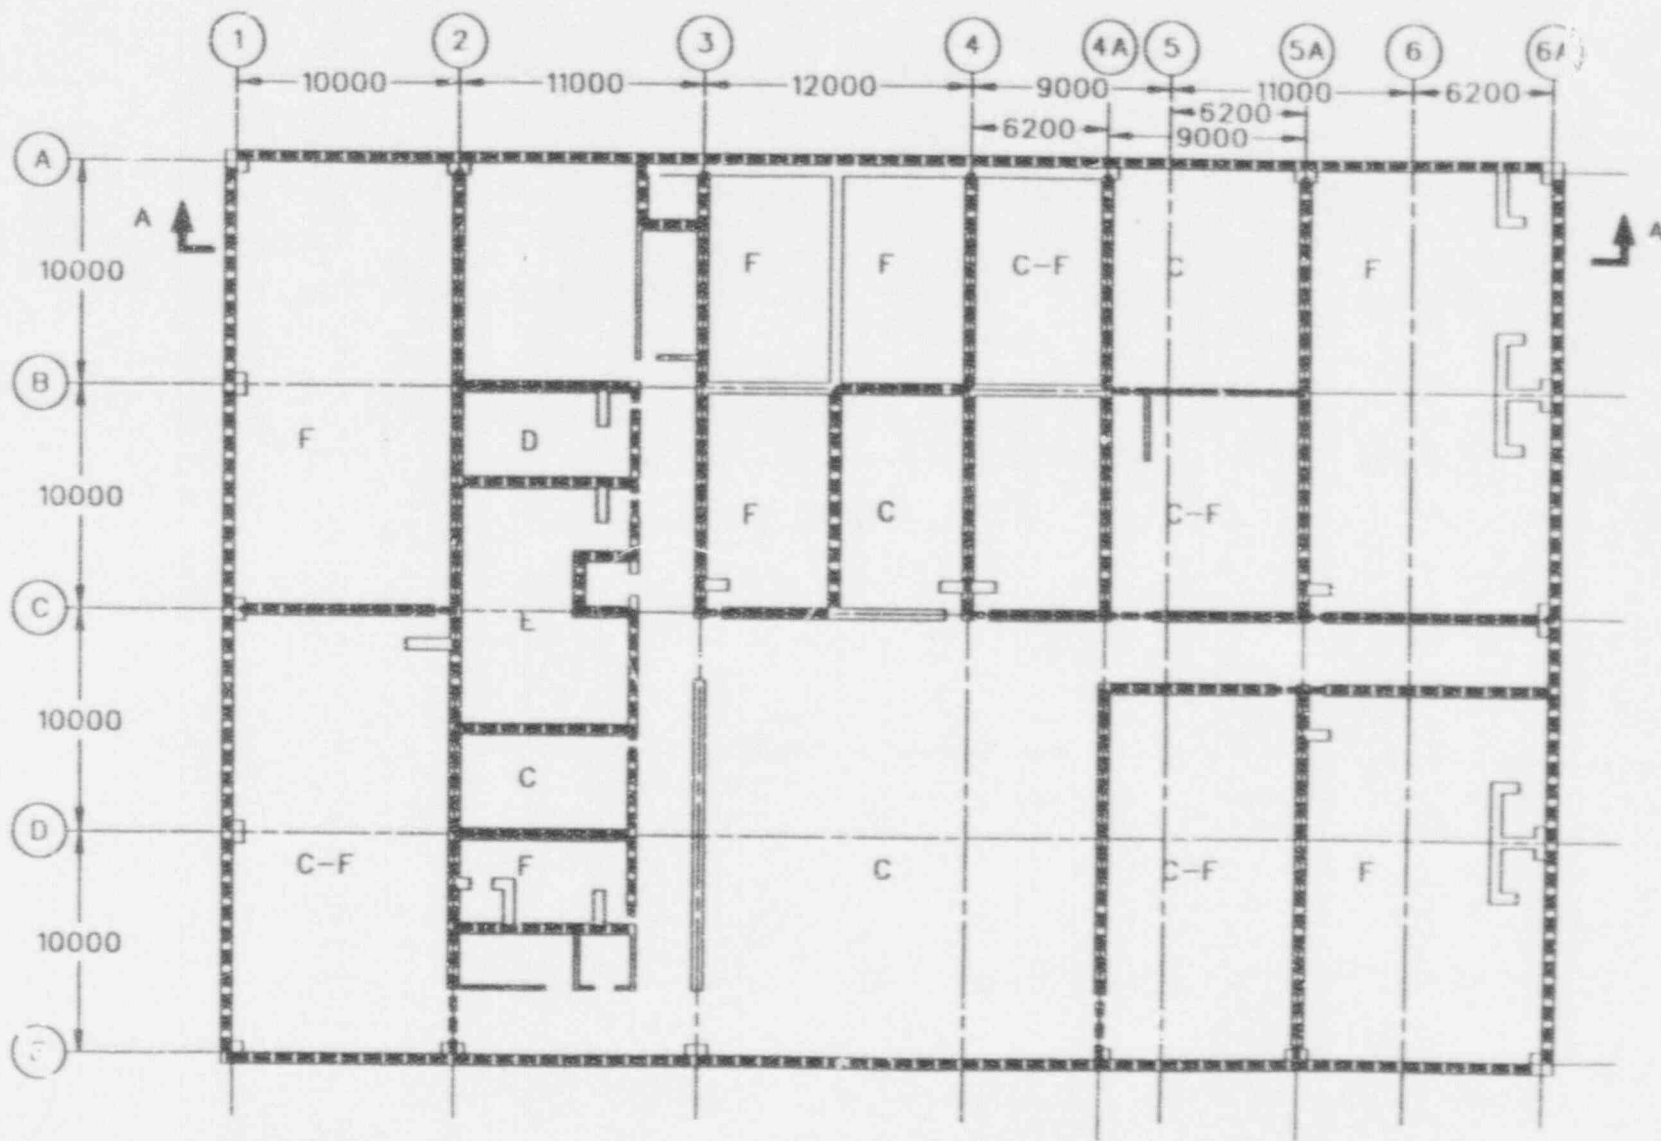 1 2 3 4 4A 5 5A 6 6A
10000 11000 12000 9000 11000 6200
6200 6200
9000
A
A A
10000
F F C-F C F
B
F D
10000
F C C-F
C
E
10000
C
D
C-F F C C-F F
10000